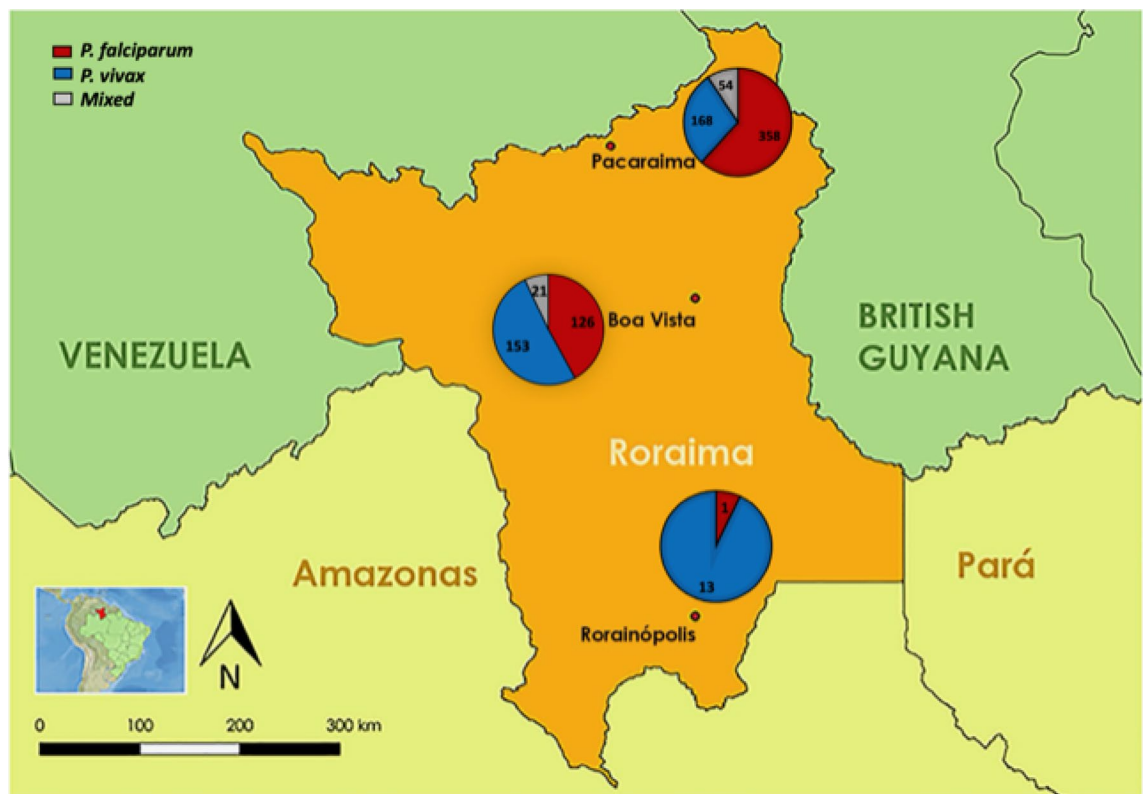 P. falciparum
P. vivax
Mixed
54
168
358
Pacaraima
21
126
153
Boa Vista
VENEZUELA
BRITISH
GUYANA
Roraima
1
13
Amazonas
Pará
Rorainópolis
N
0 100 200 300 km